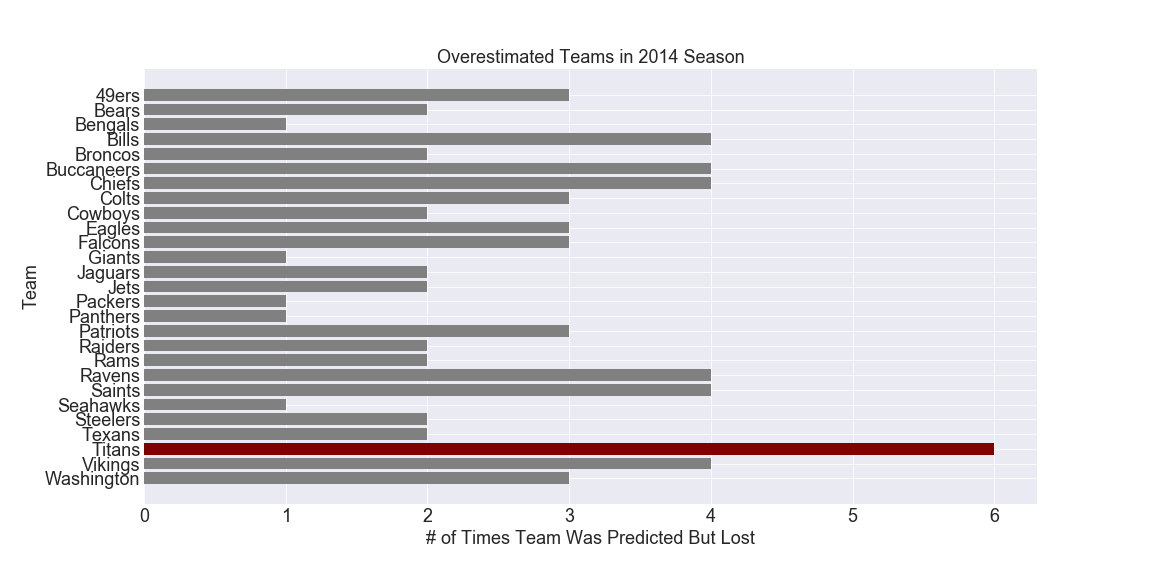 Overestimated Teams in 2014 Season
Team
49ers
Bears
Bengals
Bills
Broncos
Buccaneers
Chiefs
Colts
Cowboys
Eagles
Falcons
Giants
Jaguars
Jets
Packers
Panthers
Patriots
Raiders
Rams
Ravens
Saints
Seahawks
Steelers
Texans
Titans
Vikings
Washington
0 1 2 3 4 5 6
# of Times Team Was Predicted But Lost